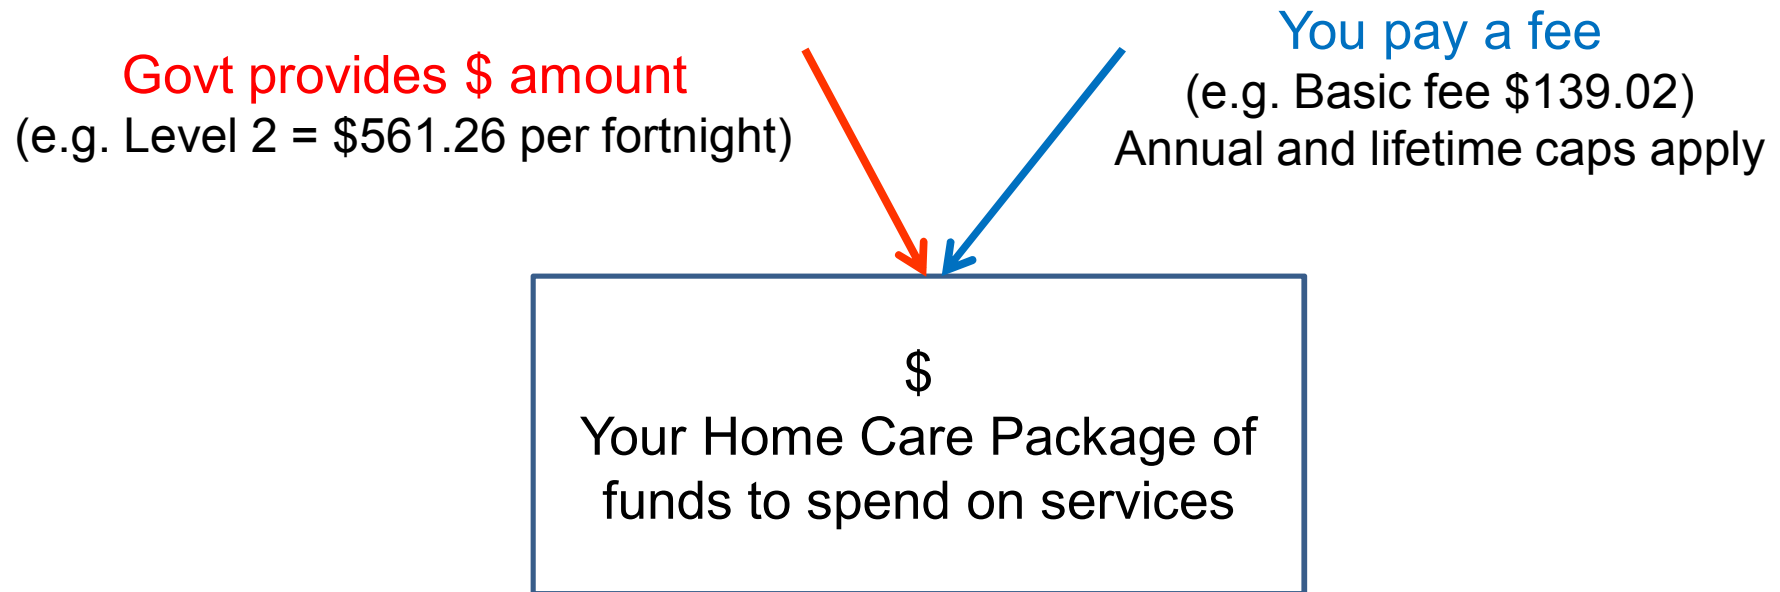 Govt provides $ amount
(e.g. Level 2 = $561.26 per fortnight)
You pay a fee
(e.g. Basic fee $139.02)
Annual and lifetime caps apply
$
Your Home Care Package of
funds to spend on services